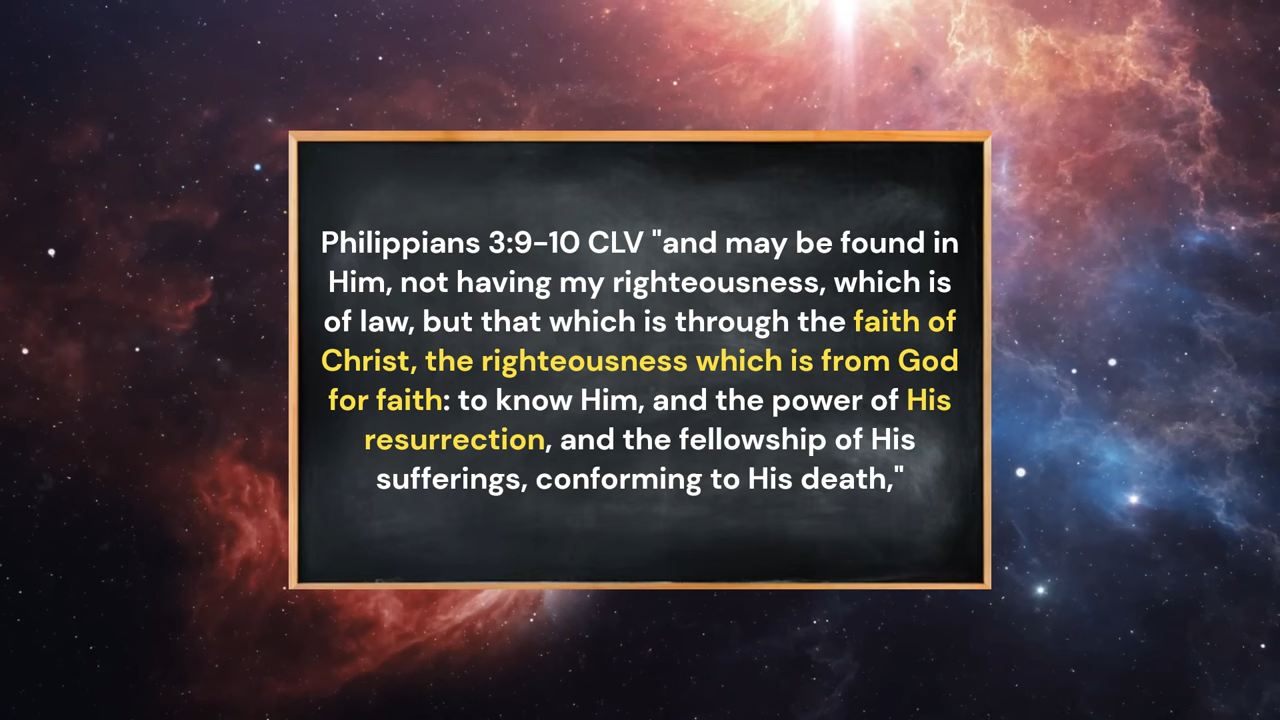 Philippians 3:9-10 CLV "and may be found in
Him, not having my righteousness, which is
of law, but that which is through the faith of
Christ, the righteousness which is from God
for faith: to know Him, and the power of His
resurrection, and the fellowship of His
sufferings, conforming to His death,"